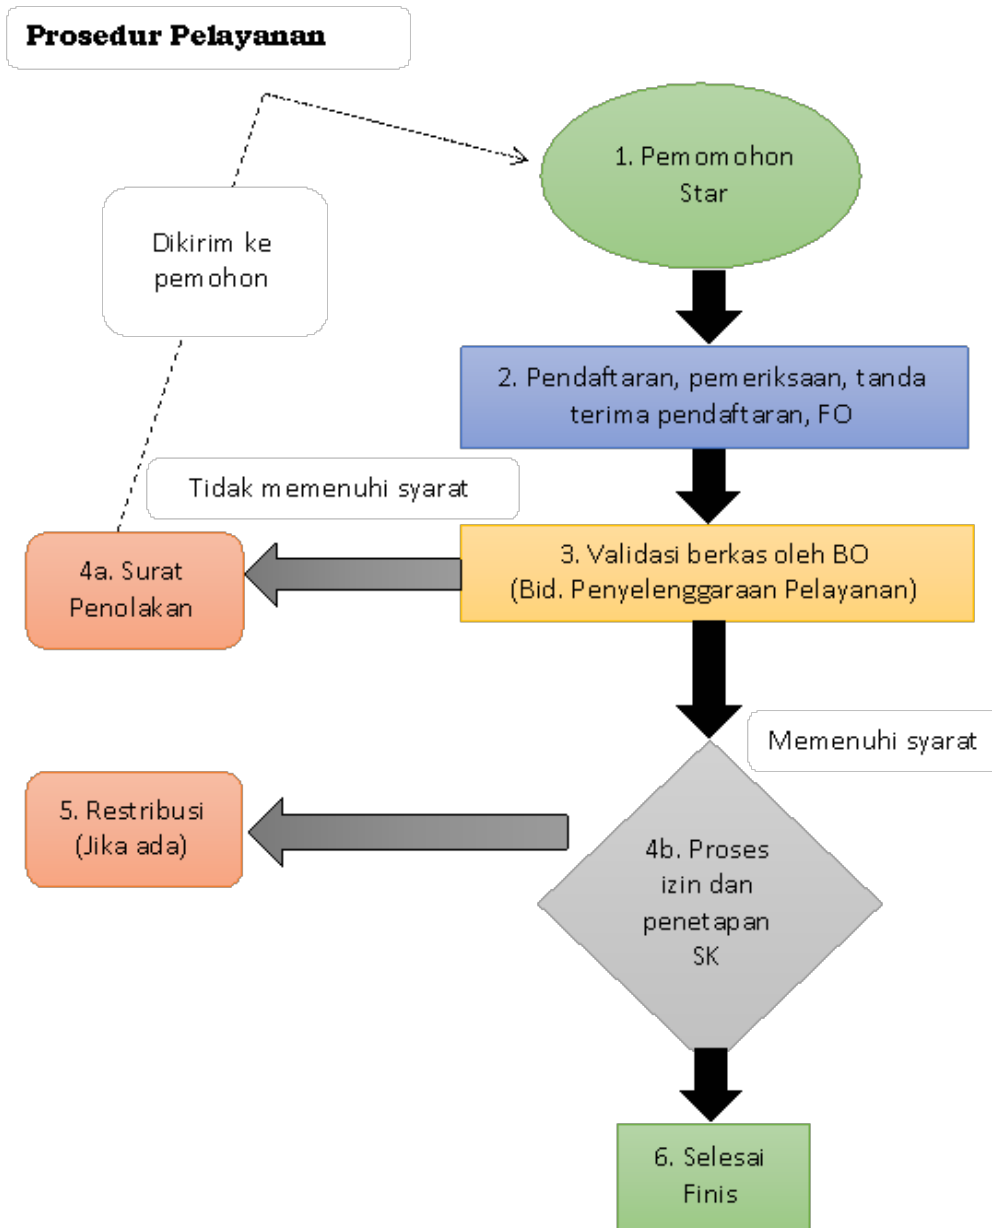 Prosedur Pelayanan
1. Pemomohon
Star
Dikirim ke
pemohon
2. Pendaftaran, pemeriksaan, tanda
terima pendaftaran, FO
Tidak memenuhi syarat
3. Validasi berkas oleh BO
(Bid. Penyelenggaraan Pelayanan)
4a. Surat
Penolakan
Memenuhi syarat
5. Restribusi
(Jika ada)
4b. Proses
izin dan
penetapan
SK
6. Selesai
Finis